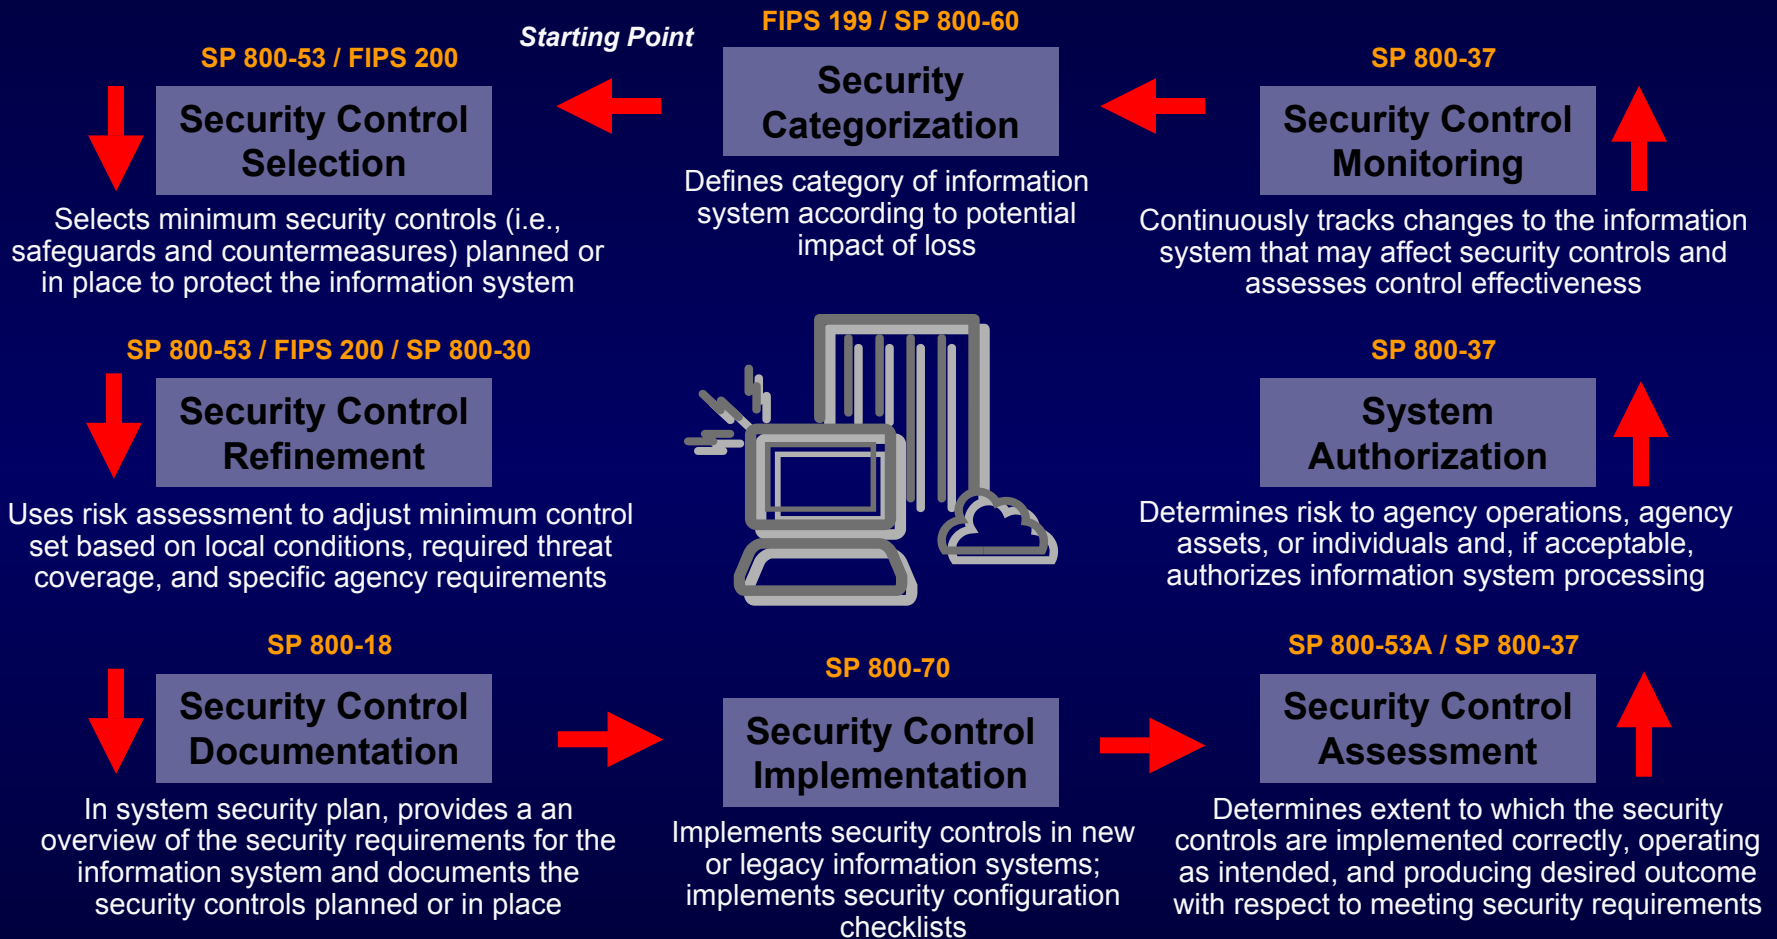 Starting Point
FIPS 199 / SP 800-60
Security
Categorization
Defines category of information
system according to potential
impact of loss
SP 800-53 / FIPS 200
Security Control
Selection
Selects minimum security controls (i.e.,
safeguards and countermeasures) planned or
in place to protect the information system
SP 800-53 / FIPS 200 / SP 800-30
Security Control
Refinement
Uses risk assessment to adjust minimum control
set based on local conditions, required threat
coverage, and specific agency requirements
SP 800-18
Security Control
Documentation
In system security plan, provides a an
overview of the security requirements for the
information system and documents the
security controls planned or in place
SP 800-70
Security Control
Implementation
Implements security controls in new
or legacy information systems;
implements security configuration
checklists
SP 800-53A / SP 800-37
Security Control
Assessment
Determines extent to which the security
controls are implemented correctly, operating
as intended, and producing desired outcome
with respect to meeting security requirements
SP 800-37
System
Authorization
Determines risk to agency operations, agency
assets, or individuals and, if acceptable,
authorizes information system processing
SP 800-37
Security Control
Monitoring
Continuously tracks changes to the information
system that may affect security controls and
assesses control effectiveness